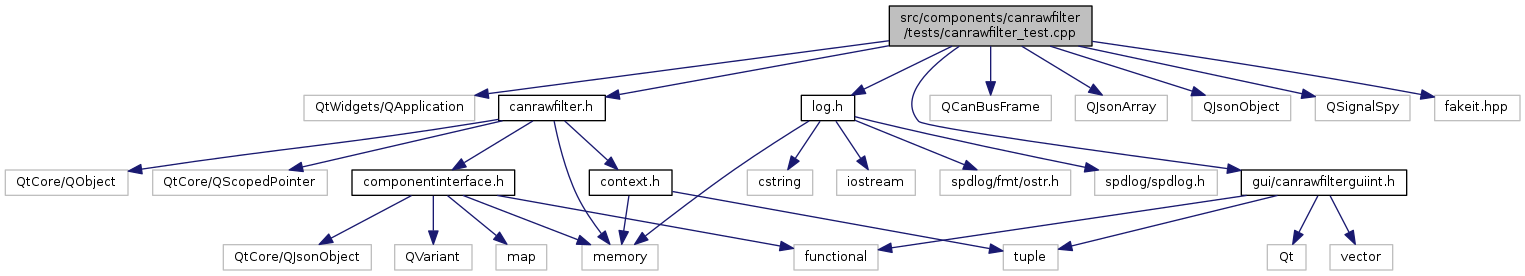 src/components/canrawfilter
/tests/canrawfilter_test.cpp
QtWidgets/QApplication
canrawfilter.h
log.h
QCanBusFrame
QJsonArray
QJsonObject
QSignalSpy
fakeit.hpp
QtCore/QObject
QtCore/QScopedPointer
componentinterface.h
context.h
cstring
iostream
spdlog/fmt/ostr.h
spdlog/spdlog.h
gui/canrawfilterguiint.h
QtCore/QJsonObject
QVariant
map
memory
functional
tuple
Qt
vector